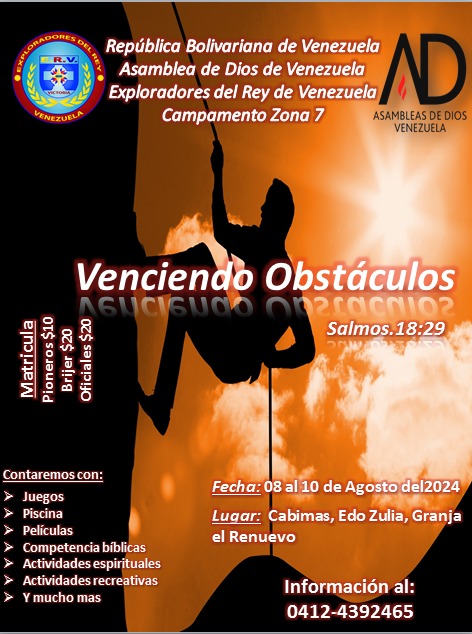 EXPLORADORES DEL REY
E.R.V.
VICTORIA
VENEZUELA
República Bolivariana de Venezuela
Asamblea de Dios de Venezuela
Exploradores del Rey de Venezuela
Campamento Zona 7
AD
ASAMBLEAS DE DIOS
VENEZUELA
Venciendo Obstáculos
Salmos.18:29
Matricula
Pioneros $10
Brijer $20
Oficiales $20
Contaremos con:
➢ Juegos
➢ Piscina
➢ Películas
➢ Competencia bíblicas
➢ Actividades espirituales
➢ Actividades recreativas
➢ Y mucho mas
Fecha: 08 al 10 de Agosto del2024
Lugar: Cabimas, Edo Zulia, Granja
el Renuevo
Información al:
0412-4392465